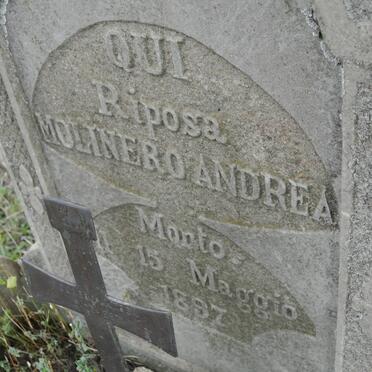 QUI
Riposa
MOLINERO ANDREA
Morto
15 Maggio
1897